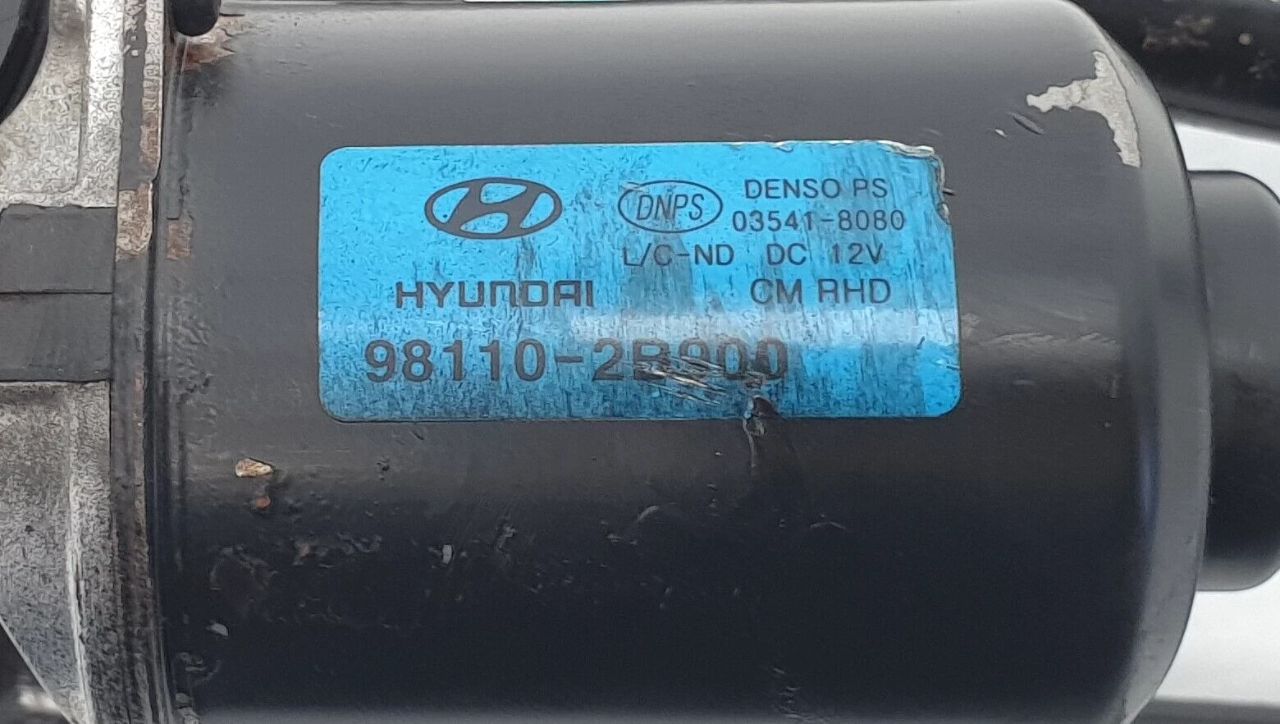 DNPS
DENSO PS
03541-8080
L/C-ND DC 12V
HYUNDAI
CM RHD
98110-2B900